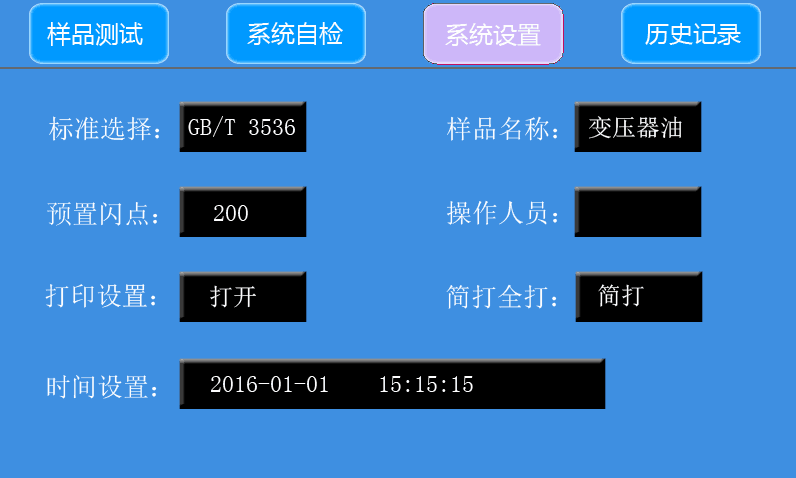 样品测试 系统自检 系统设置 历史记录
标准选择: GB/T 3536 样品名称: 变压器油
预置闪点: 200 操作人员:
打印设置: 打开 简打全打: 简打
时间设置: 2016-01-01 15:15:15